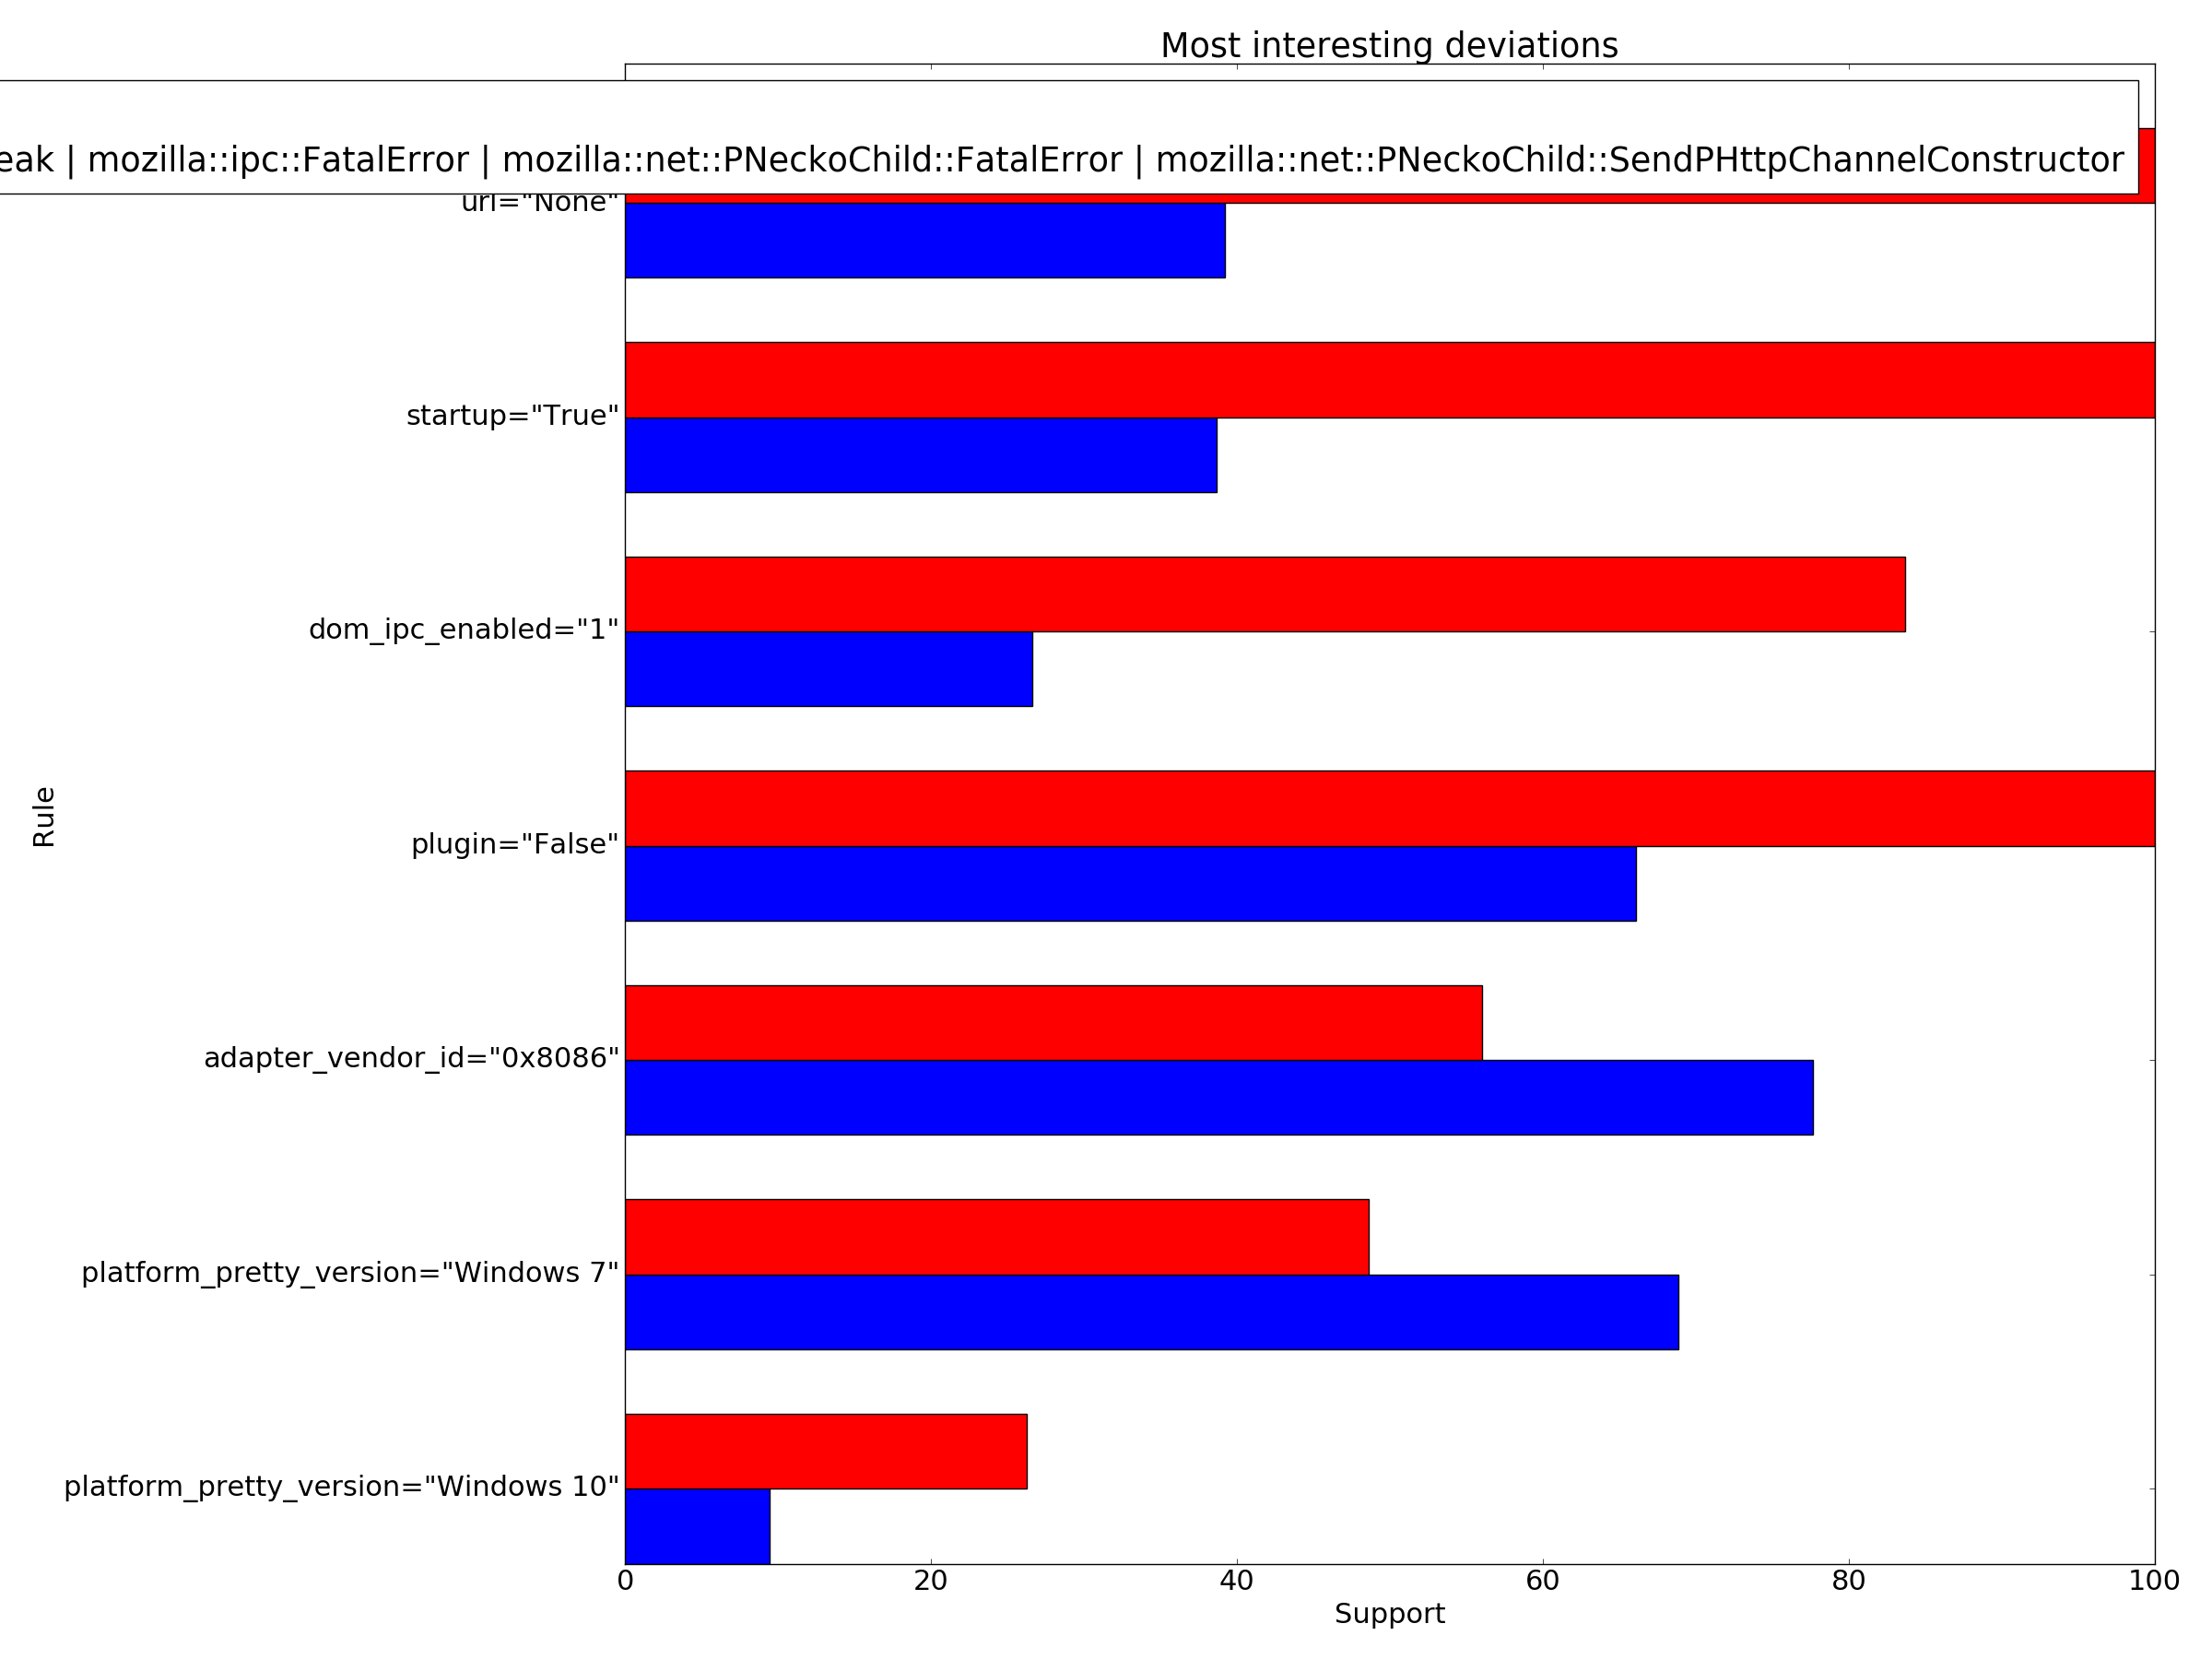 Most interesting deviations
eak | mozilla::ipc::FatalError | mozilla::net::PNeckoChild::FatalError | mozilla::net::PNeckoChild::SendPHttpChannelConstructor
url="None"
startup="True"
dom_ipc_enabled="1"
plugin="False"
Rule
adapter_vendor_id="0x8086"
platform_pretty_version="Windows 7"
platform_pretty_version="Windows 10"
0 20 40 60 80 100
Support